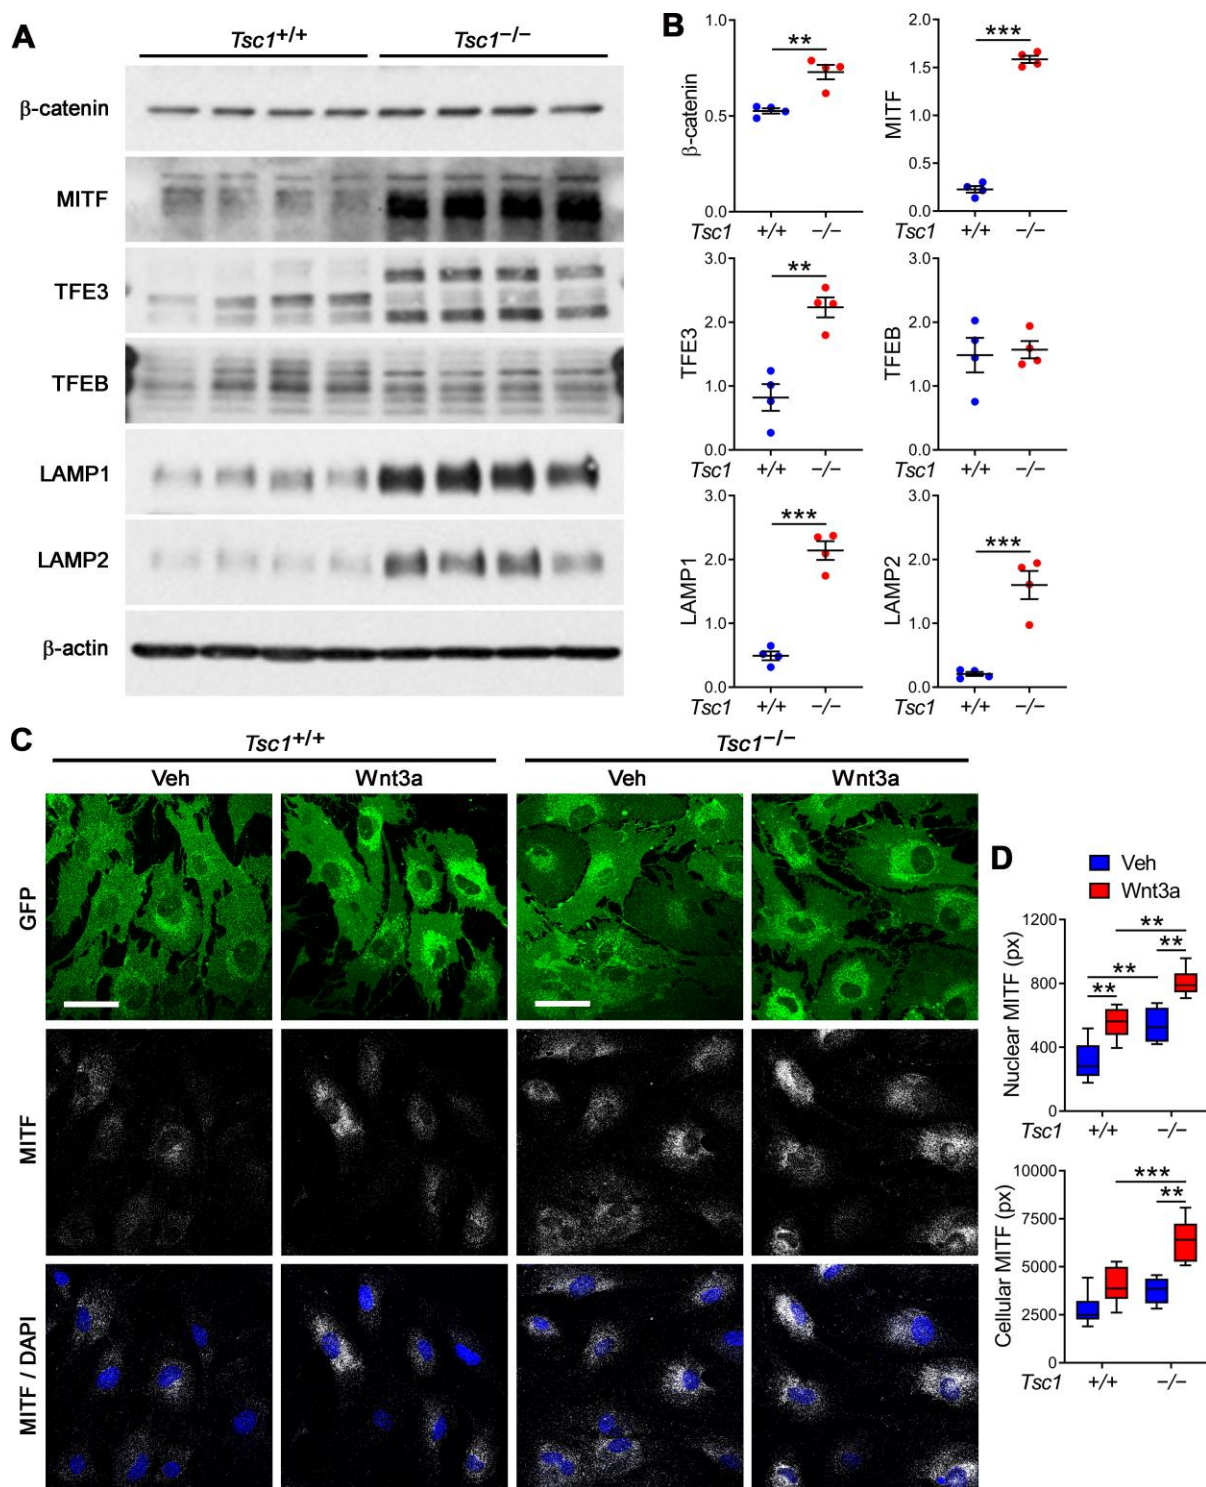 A
Tsc1+/+ Tsc1−/−
β-catenin
MITF
TFE3
TFEB
LAMP1
LAMP2
β-actin
B
**
1.0
0.5
0.0
β-catenin
Tsc1 +/+ −/−
***
2.0
1.5
1.0
0.5
0.0
MITF
Tsc1 +/+ −/−
**
3.0
2.0
1.0
0.0
TFE3
Tsc1 +/+ −/−
3.0
2.0
1.0
0.0
TFEB
Tsc1 +/+ −/−
***
3.0
2.0
1.0
0.0
LAMP1
Tsc1 +/+ −/−
***
3.0
2.0
1.0
0.0
LAMP2
Tsc1 +/+ −/−
C
Tsc1+/+ Tsc1−/−
Veh Wnt3a Veh Wnt3a
GFP
MITF
MITF / DAPI
D
Veh
Wnt3a
1200
800
400
0
Nuclear MITF (px)
**
**
**
**
Tsc1 +/+ −/−
10000
7500
5000
2500
0
Cellular MITF (px)
***
**
Tsc1 +/+ −/−